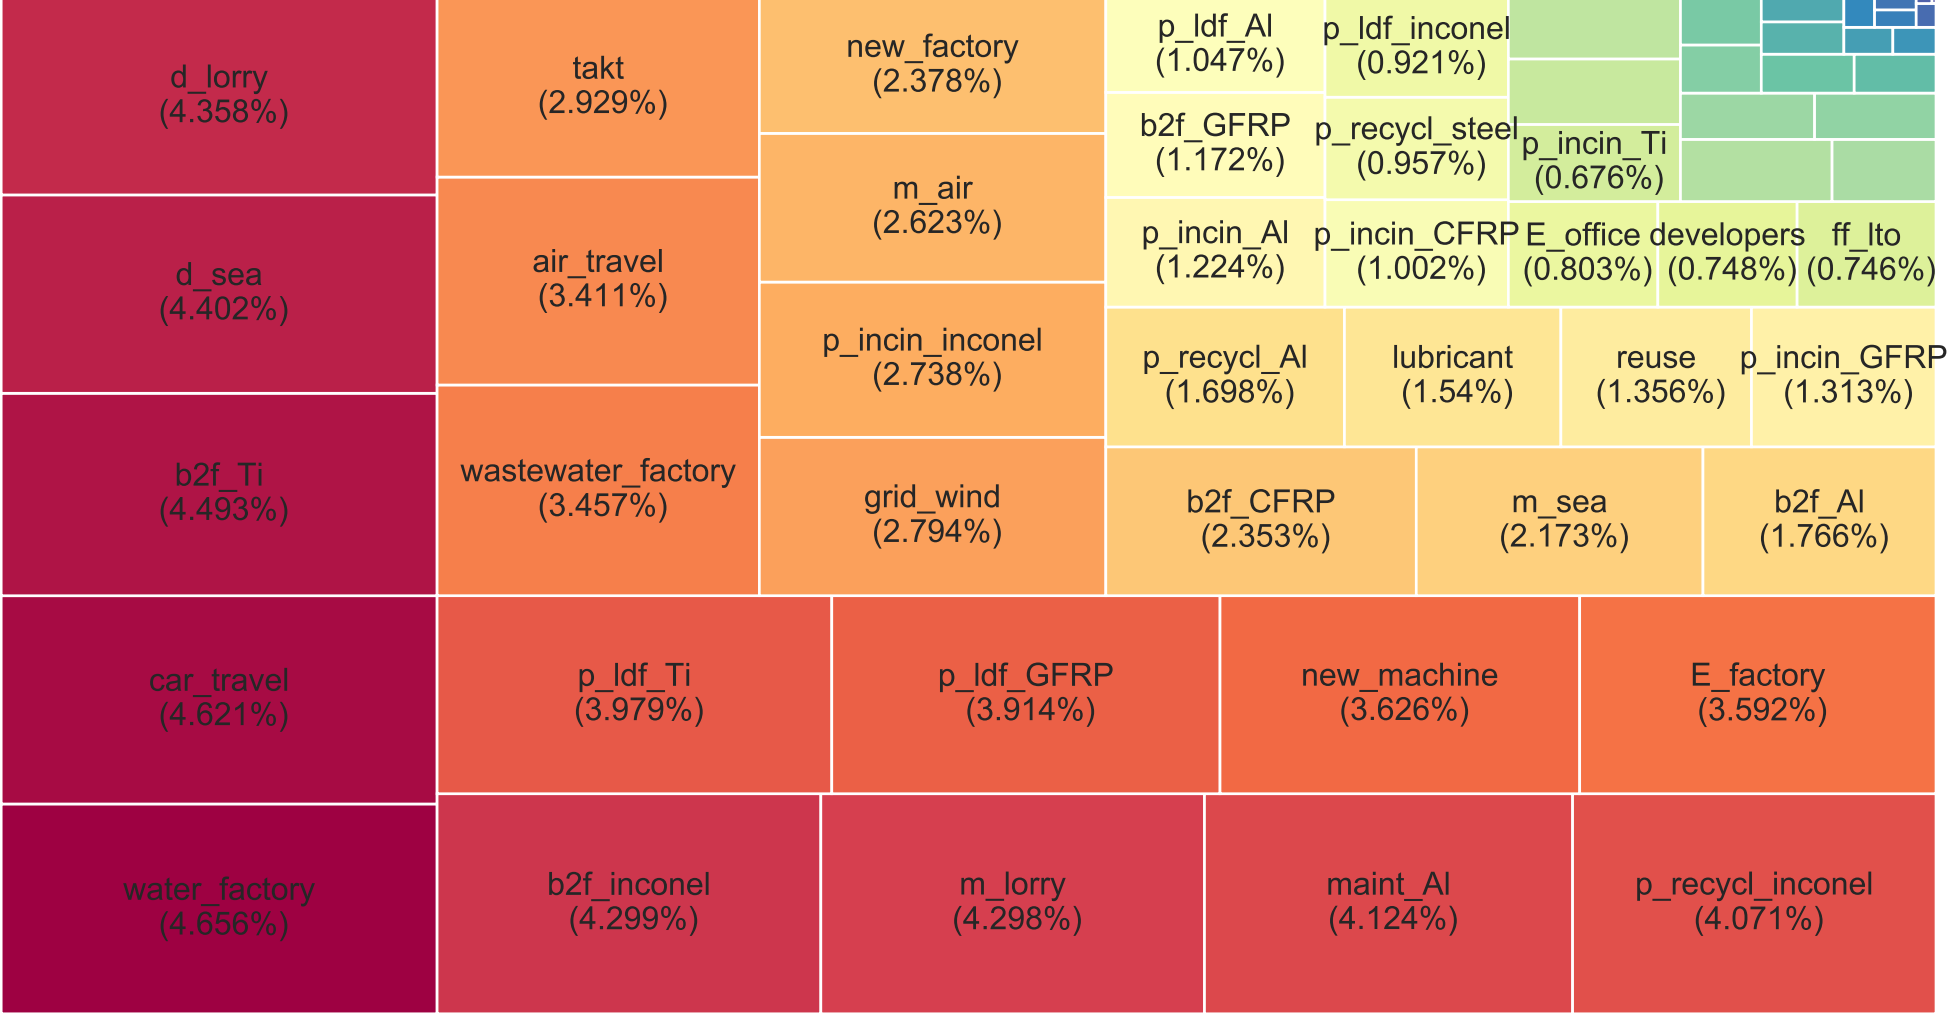 d_lorry
(4.358%)
d_sea
(4.402%)
b2f_Ti
(4.493%)
car_travel
(4.621%)
water_factory
(4.656%)
takt
(2.929%)
air_travel
(3.411%)
wastewater_factory
(3.457%)
new_factory
(2.378%)
m_air
(2.623%)
p_incin_inconel
(2.738%)
grid_wind
(2.794%)
p_ldf_Al
(1.047%)
p_ldf_inconel
(0.921%)
b2f_GFRP
(1.172%)
p_recycl_steel
(0.957%)
p_incin_Ti
(0.676%)
p_incin_Al
(1.224%)
p_incin_CFRP
(1.002%)
E_office
(0.803%)
developers
(0.748%)
ff_lto
(0.746%)
p_recycl_Al
(1.698%)
lubricant
(1.54%)
reuse
(1.356%)
p_incin_GFRP
(1.313%)
b2f_CFRP
(2.353%)
m_sea
(2.173%)
b2f_Al
(1.766%)
p_ldf_Ti
(3.979%)
p_ldf_GFRP
(3.914%)
new_machine
(3.626%)
E_factory
(3.592%)
b2f_inconel
(4.299%)
m_lorry
(4.298%)
maint_Al
(4.124%)
p_recycl_inconel
(4.071%)